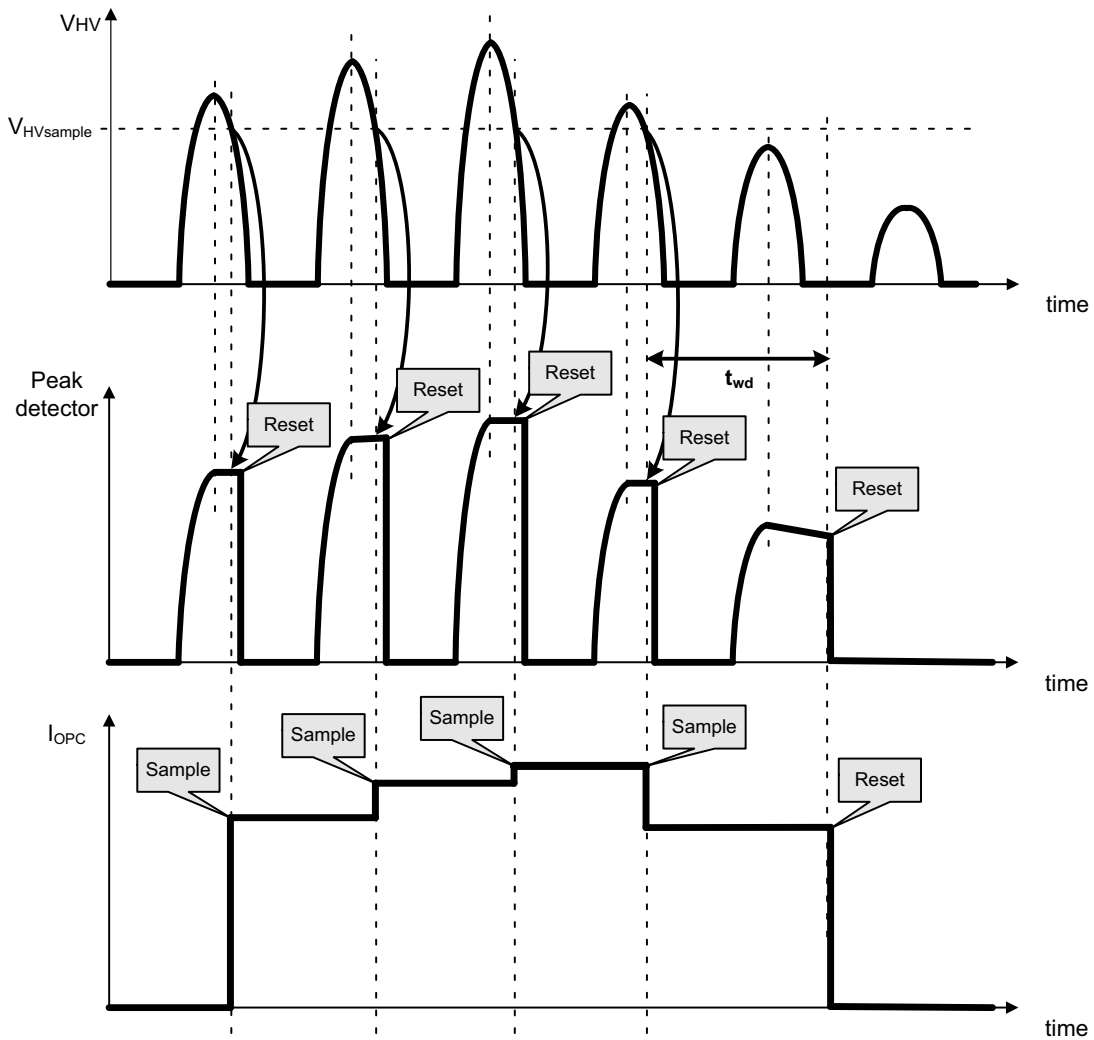 VHV
VHVsample
time
Peak
detector
Reset
Reset
Reset
Reset
twd
Reset
time
IOPC
Sample
Sample
Sample
Sample
Reset
time